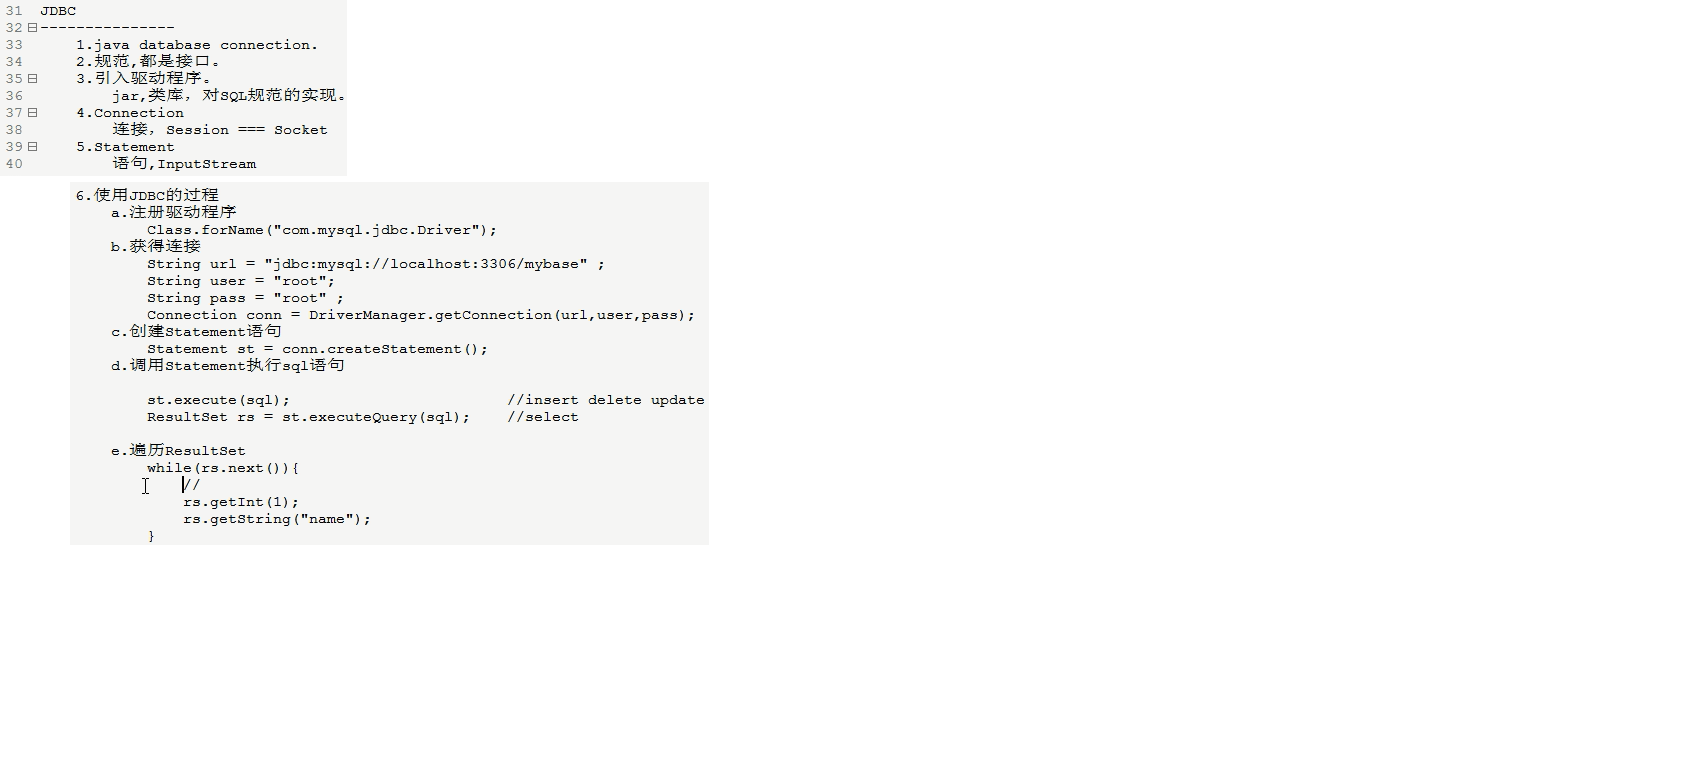 31 JDBC
32 ---------------
33 1.java database connection.
34 2.规范,都是接口。
35 3.引入驱动程序。
36 jar,类库，对SQL规范的实现。
37 4.Connection
38 连接，Session === Socket
39 5.Statement
40 语句,InputStream
6.使用JDBC的过程
a.注册驱动程序
Class.forName("com.mysql.jdbc.Driver");
b.获得连接
String url = "jdbc:mysql://localhost:3306/mybase" ;
String user = "root";
String pass = "root" ;
Connection conn = DriverManager.getConnection(url,user,pass);
c.创建Statement语句
Statement st = conn.createStatement();
d.调用Statement执行sql语句
st.execute(sql); //insert delete update
ResultSet rs = st.executeQuery(sql); //select
e.遍历ResultSet
while(rs.next()){
//
rs.getInt(1);
rs.getString("name");
}